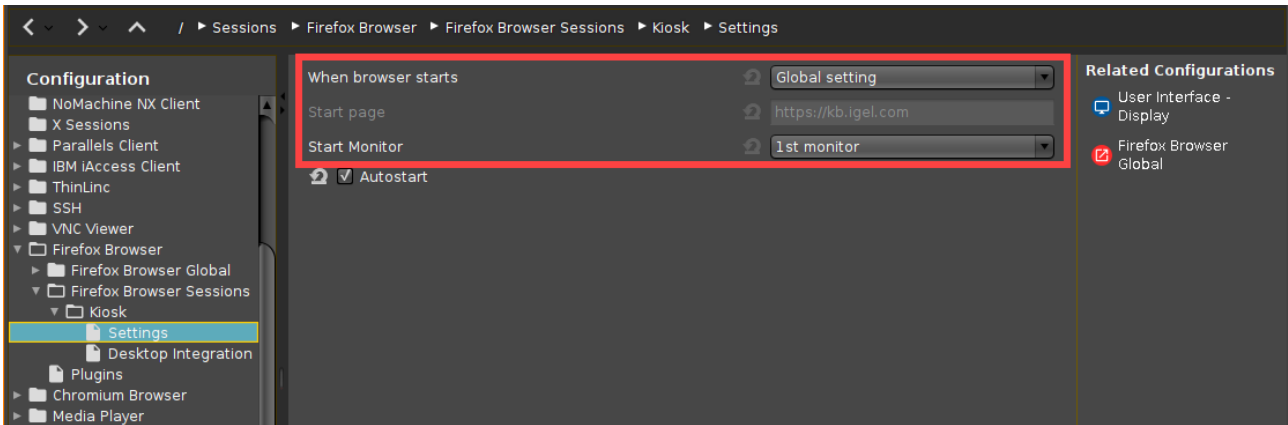 / ▸ Sessions ▸ Firefox Browser ▸ Firefox Browser Sessions ▸ Kiosk ▸ Settings
Configuration
NoMachine NX Client
X Sessions
Parallels Client
IBM iAccess Client
ThinLinc
SSH
VNC Viewer
Firefox Browser
Firefox Browser Global
Firefox Browser Sessions
Kiosk
Settings
Desktop Integration
Plugins
Chromium Browser
Media Player
When browser starts Global setting
Start page https://kb.igel.com
Start Monitor 1st monitor
Autostart
Related Configurations
User Interface -
Display
Firefox Browser
Global